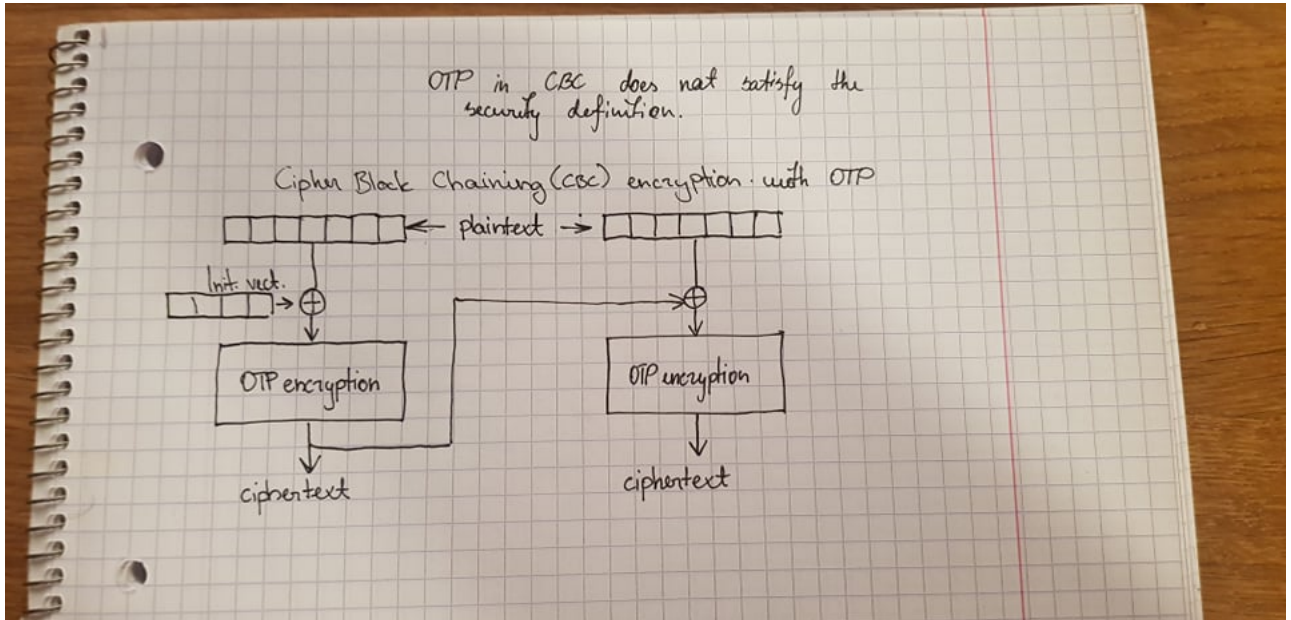 OTP in CBC does not satisfy the
security definition.
Cipher Block Chaining (CBC) encryption with OTP
plaintext
Init. vect.
OTP encryption
OTP encryption
ciphertext
ciphertext